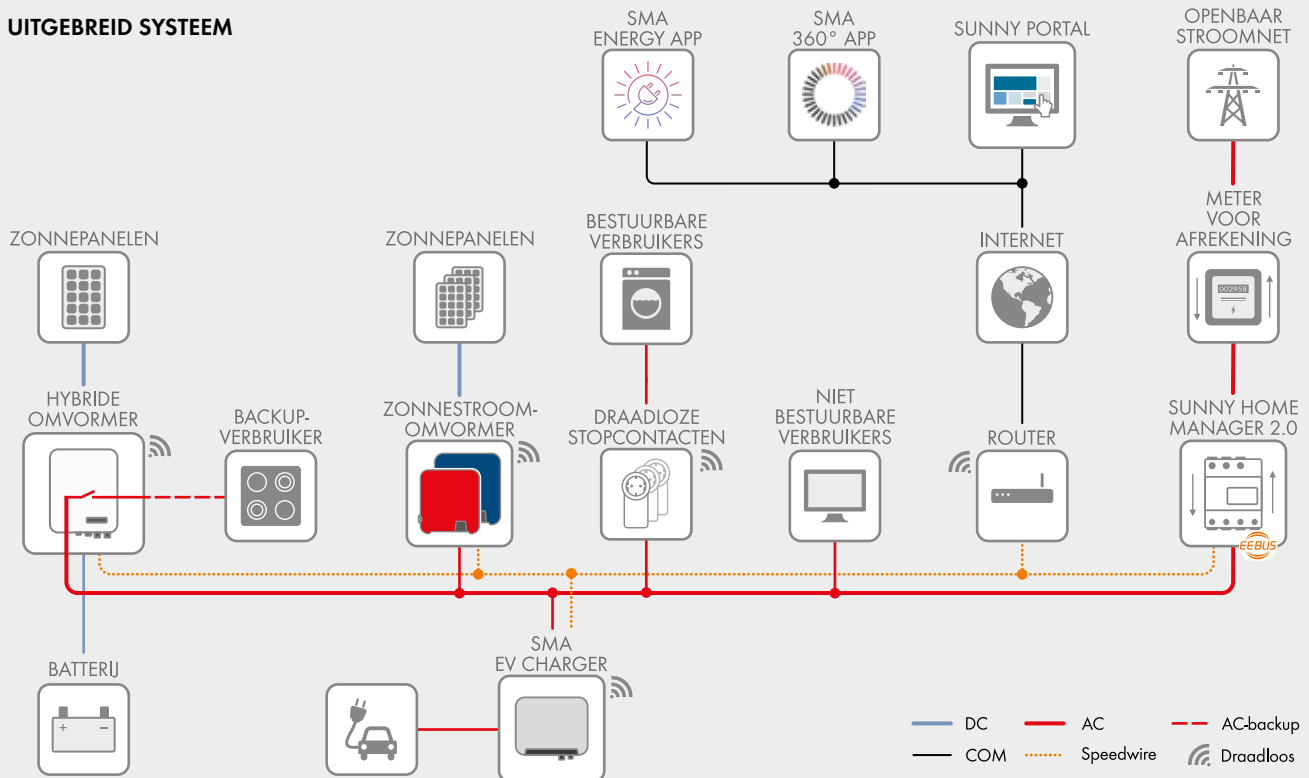 UITGEBREID SYSTEEM
SMA
ENERGY APP
SMA
360° APP
SUNNY PORTAL
OPENBAAR
STROOMNET
ZONNEPANELEN
ZONNEPANELEN
BESTUURBARE
VERBRUIKERS
INTERNET
METER
VOOR
AFREKENING
002958
HYBRIDE
OMVORMER
BACKUP-
VERBRUIKER
ZONNESTROOM-
OMVORMER
DRAADLOZE
STOPCONTACTEN
NIET
BESTUURBARE
VERBRUIKERS
ROUTER
SUNNY HOME
MANAGER 2.0
EEBUS
BATTERIJ
SMA
EV CHARGER
DC
AC
AC-backup
COM
Speedwire
Draadloos